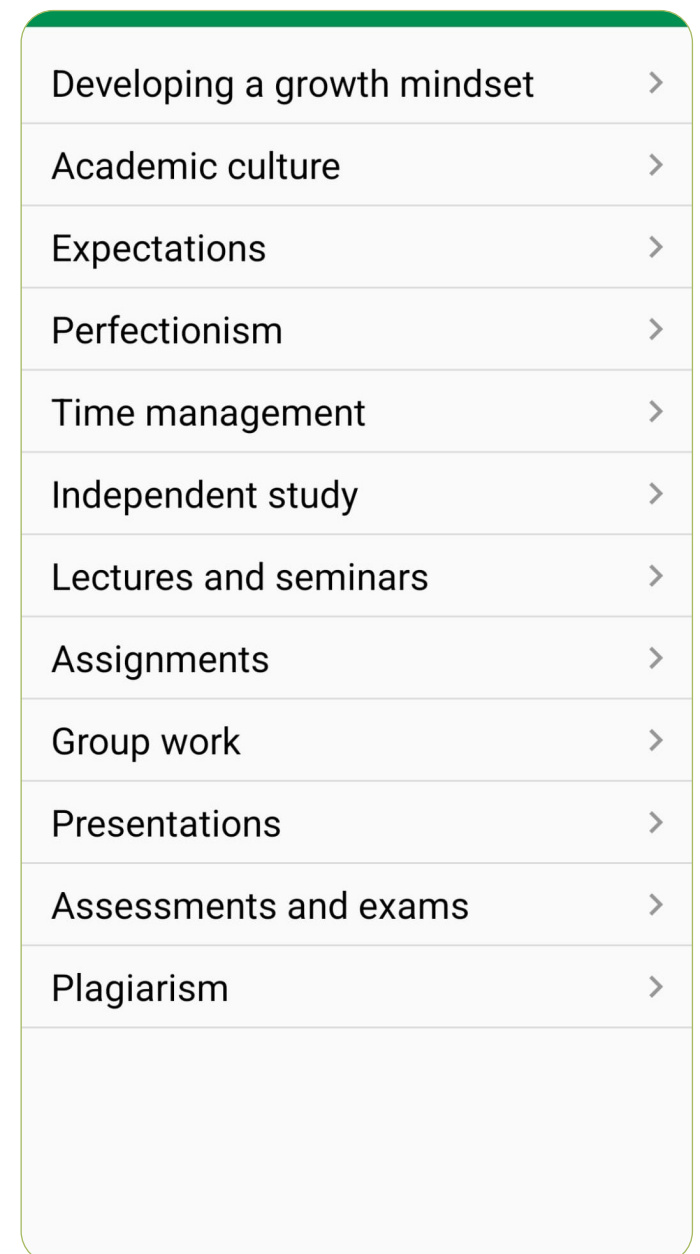 Developing a growth mindset
Academic culture
Expectations
Perfectionism
Time management
Independent study
Lectures and seminars
Assignments
Group work
Presentations
Assessments and exams
Plagiarism